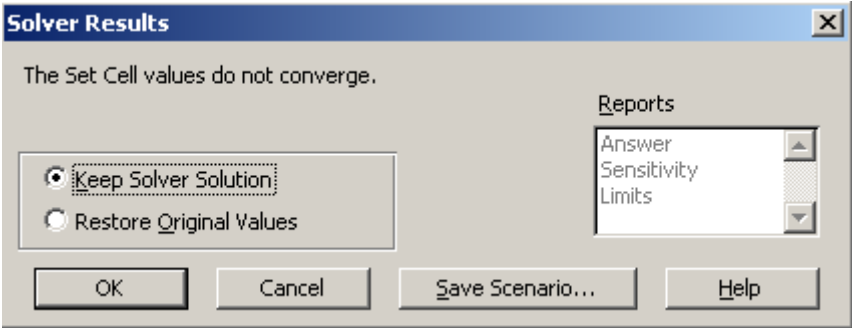 Solver Results
The Set Cell values do not converge.
Reports
Answer
Sensitivity
Limits
Keep Solver Solution
Restore Original Values
OK Cancel Save Scenario... Help